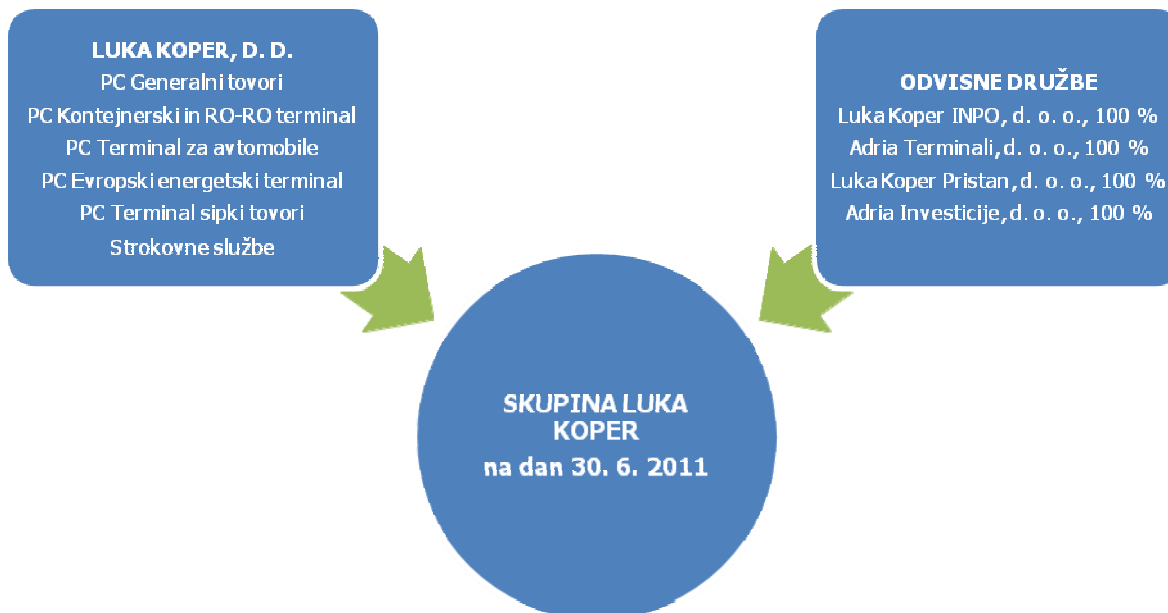 LUKA KOPER, D. D.
PC Generalni tovori
PC Kontejnerski in RO-RO terminal
PC Terminal za avtomobile
PC Evropski energetski terminal
PC Terminal sipki tovori
Strokovne službe
ODVISNE DRUŽBE
Luka Koper INPO, d. o. o., 100 %
Adria Terminali, d. o. o., 100 %
Luka Koper Pristan, d. o. o., 100 %
Adria Investicije, d. o. o., 100 %
SKUPINA LUKA
KOPER
na dan 30. 6. 2011